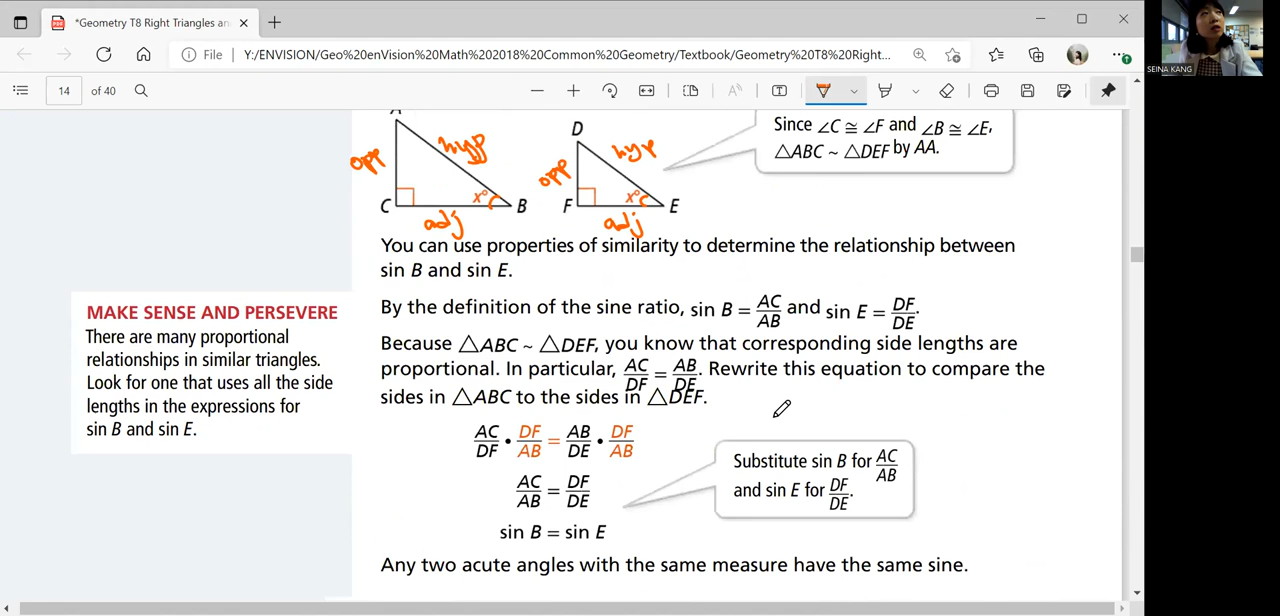 *Geometry T8 Right Triangles an
File
Y:/ENVISION/Geo%20enVision%20Math%202018%20Common%20Geometry/Textbook/Geometry%20T8%20Right...
14 of 40
SEINA KANG
A
opp
hyp
x°
C
adj
B
D
opp
hyp
x°
F
adj
E
Since ∠C ≅ ∠F and ∠B ≅ ∠E,
△ABC ~ △DEF by AA.
You can use properties of similarity to determine the relationship between
sin B and sin E.
By the definition of the sine ratio, sin B = AC/AB and sin E = DF/DE.
Because △ABC ~ △DEF, you know that corresponding side lengths are
proportional. In particular, AC/DF = AB/DE. Rewrite this equation to compare the
sides in △ABC to the sides in △DEF.
MAKE SENSE AND PERSEVERE
There are many proportional
relationships in similar triangles.
Look for one that uses all the side
lengths in the expressions for
sin B and sin E.
AC/DF • DF/AB = AB/DE • DF/AB
AC/AB = DF/DE
sin B = sin E
Substitute sin B for AC/AB
and sin E for DF/DE.
Any two acute angles with the same measure have the same sine.